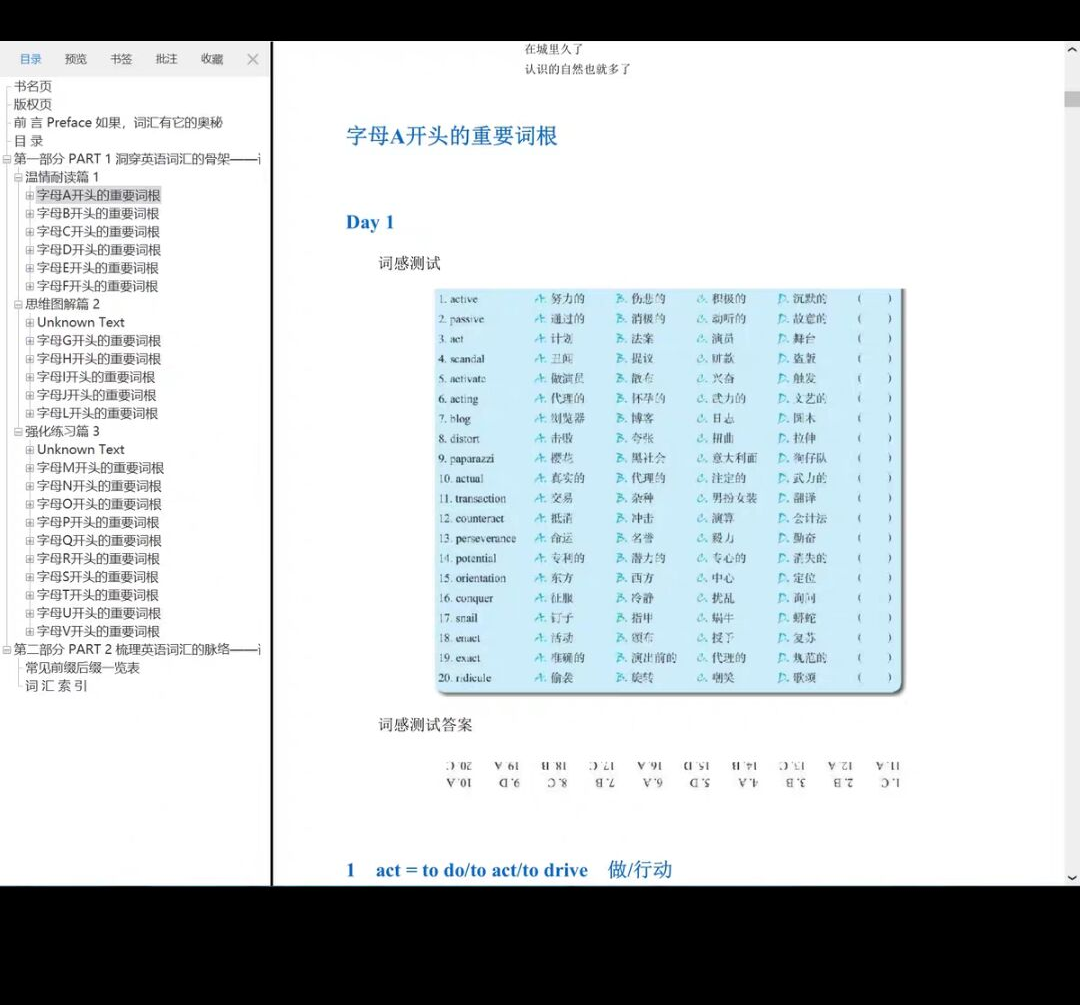 目录 预览 书签 批注 收藏
书名页
版权页
前 言 Preface 如果，词汇有它的奥秘
目 录
第一部分 PART 1 洞穿英语词汇的骨架——
温情耐读篇 1
字母A开头的重要词根
字母B开头的重要词根
字母C开头的重要词根
字母D开头的重要词根
字母E开头的重要词根
字母F开头的重要词根
思维图解篇 2
Unknown Text
字母G开头的重要词根
字母H开头的重要词根
字母I开头的重要词根
字母J开头的重要词根
字母L开头的重要词根
强化练习篇 3
Unknown Text
字母M开头的重要词根
字母N开头的重要词根
字母O开头的重要词根
字母P开头的重要词根
字母Q开头的重要词根
字母R开头的重要词根
字母S开头的重要词根
字母T开头的重要词根
字母U开头的重要词根
字母V开头的重要词根
第二部分 PART 2 梳理英语词汇的脉络——
常见前缀后缀一览表
词 汇 索 引
在城里久了
认识的自然也就多了
字母A开头的重要词根
Day 1
词感测试
1. active A. 努力的 B. 伤悲的 C. 积极的 D. 沉默的 ( )
2. passive A. 通过的 B. 消极的 C. 动听的 D. 故意的 ( )
3. act A. 计划 B. 法案 C. 演员 D. 舞台 ( )
4. scandal A. 丑闻 B. 提议 C. 财款 D. 盗窃 ( )
5. activate A. 做演员 B. 散布 C. 兴奋 D. 触发 ( )
6. acting A. 代理的 B. 怀孕的 C. 武力的 D. 文艺的 ( )
7. blog A. 浏览器 B. 博客 C. 日志 D. 圆木 ( )
8. distort A. 击败 B. 夸张 C. 扭曲 D. 拉伸 ( )
9. paparazzi A. 樱花 B. 黑社会 C. 意大利面 D. 狗仔队 ( )
10. actual A. 真实的 B. 代理的 C. 注定的 D. 武力的 ( )
11. transaction A. 交易 B. 杂种 C. 男扮女装 D. 翻译 ( )
12. counteract A. 抵消 B. 冲击 C. 演算 D. 会计法 ( )
13. perseverance A. 命运 B. 名誉 C. 毅力 D. 勤奋 ( )
14. potential A. 专利的 B. 潜力的 C. 专心的 D. 消失的 ( )
15. orientation A. 东方 B. 西方 C. 中心 D. 定位 ( )
16. conquer A. 征服 B. 冷静 C. 扰乱 D. 询问 ( )
17. snail A. 钉子 B. 指甲 C. 蜗牛 D. 蟒蛇 ( )
18. enact A. 活动 B. 颁布 C. 授予 D. 复苏 ( )
19. exact A. 准确的 B. 演出前的 C. 代理的 D. 规范的 ( )
20. ridicule A. 偷袭 B. 旋转 C. 嘲笑 D. 歌颂 ( )
词感测试答案
1. C 2. B 3. B 4. A 5. D 6. A 7. B 8. C 9. D 10. A
11. A 12. A 13. C 14. B 15. D 16. A 17. C 18. B 19. A 20. C
1 act = to do/to act/to drive 做/行动